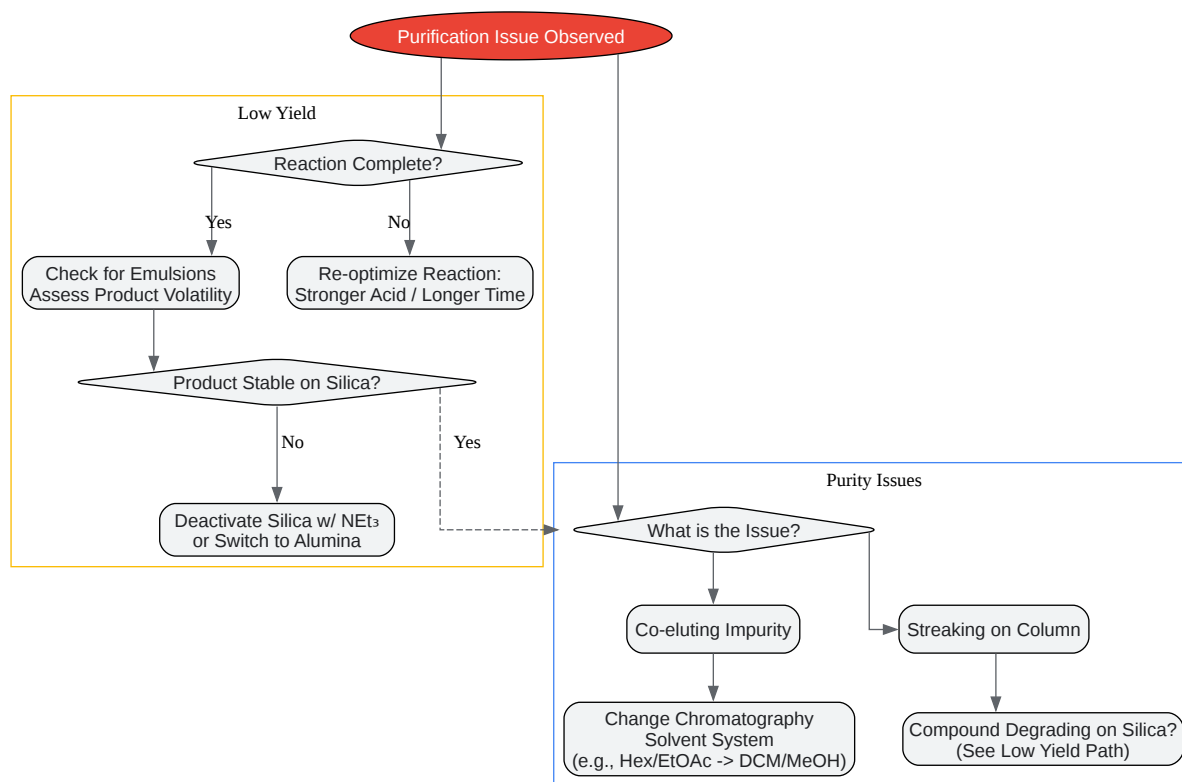 Purification Issue Observed
Low Yield
Reaction Complete?
Yes
No
Check for Emulsions
Assess Product Volatility
Re-optimize Reaction:
Stronger Acid / Longer Time
Product Stable on Silica?
No
Yes
Deactivate Silica w/ NEt₃
or Switch to Alumina
Purity Issues
What is the Issue?
Co-eluting Impurity
Streaking on Column
Change Chromatography
Solvent System
(e.g., Hex/EtOAc -> DCM/MeOH)
Compound Degrading on Silica?
(See Low Yield Path)